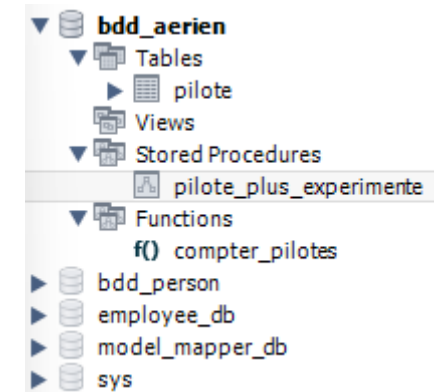 bdd_aerien
Tables
pilote
Views
Stored Procedures
pilote_plus_experimente
Functions
f() compter_pilotes
bdd_person
employee_db
model_mapper_db
sys